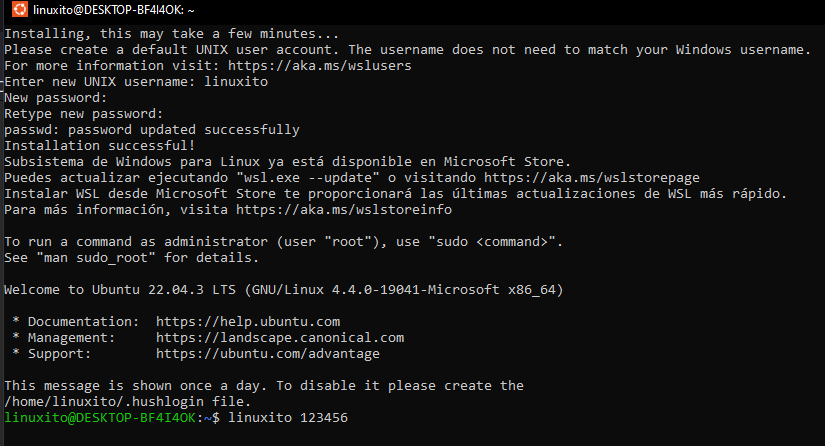 linuxito@DESKTOP-BF4I4OK: ~
Installing, this may take a few minutes...
Please create a default UNIX user account. The username does not need to match your Windows username.
For more information visit: https://aka.ms/wslusers
Enter new UNIX username: linuxito
New password:
Retype new password:
passwd: password updated successfully
Installation successful!
Subsistema de Windows para Linux ya está disponible en Microsoft Store.
Puedes actualizar ejecutando "wsl.exe --update" o visitando https://aka.ms/wslstorepage
Instalar WSL desde Microsoft Store te proporcionará las últimas actualizaciones de WSL más rápido.
Para más información, visita https://aka.ms/wslstoreinfo
To run a command as administrator (user "root"), use "sudo <command>".
See "man sudo_root" for details.
Welcome to Ubuntu 22.04.3 LTS (GNU/Linux 4.4.0-19041-Microsoft x86_64)
* Documentation: https://help.ubuntu.com
* Management: https://landscape.canonical.com
* Support: https://ubuntu.com/advantage
This message is shown once a day. To disable it please create the
/home/linuxito/.hushlogin file.
linuxito@DESKTOP-BF4I4OK:~$ linuxito 123456